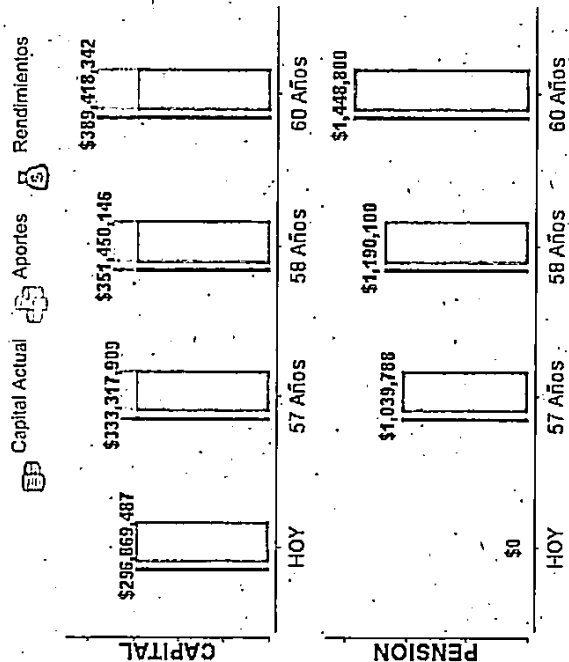 Capital Actual Aportes Rendimientos
CAPITAL
$296,869,487 $333,317,909 $351,450,146 $389,418,342
HOY 57 Años 58 Años 60 Años
PENSION
$0 $1,039,788 $1,190,100 $1,448,800
HOY 57 Años 58 Años 60 Años